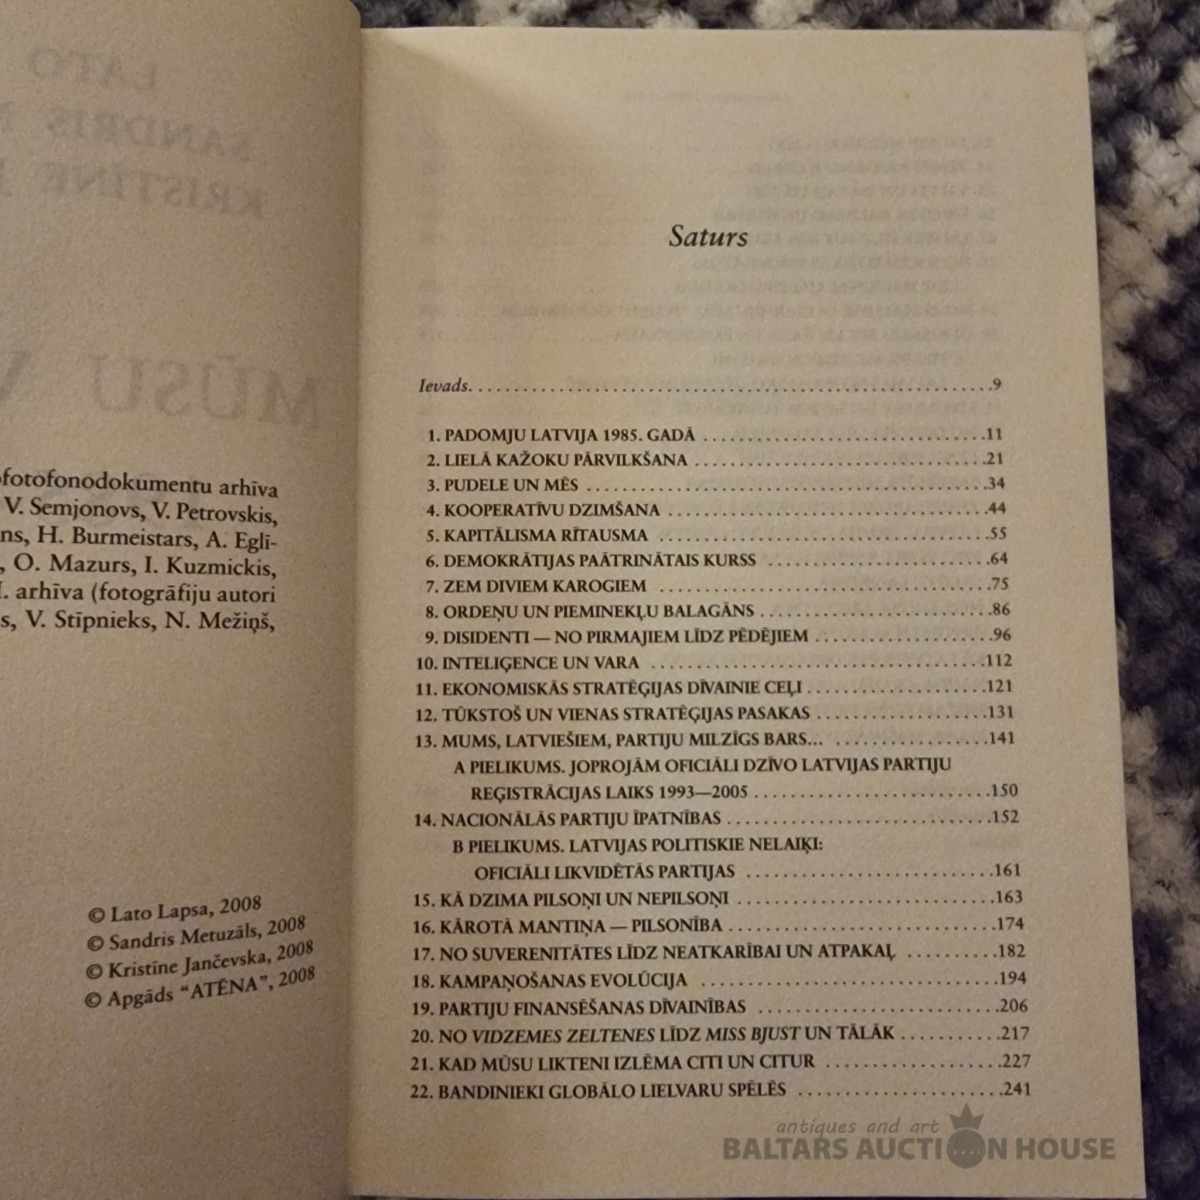 fotofonodokumentu arhīva
V. Semjonovs, V. Petrovskis,
ns, H. Burmeistars, A. Eglī-
, O. Mazurs, I. Kuzmickis,
I. arhīva (fotogrāfiju autori
s, V. Stīpnieks, N. Mežiņš,
© Lato Lapsa, 2008
© Sandris Metuzāls, 2008
© Kristīne Jančevska, 2008
© Apgāds “ATĒNA”, 2008
Saturs
Ievads. . . . . . . . . . . . . . . . . . . . 9
1. PADOMJU LATVIJA 1985. GADĀ . . . . . . . . . . 11
2. LIELĀ KAŽOKU PĀRVILKŠANA . . . . . . . . . . 21
3. PUDELE UN MĒS . . . . . . . . . . 34
4. KOOPERATĪVU DZIMŠANA . . . . . . . . . . 44
5. KAPITĀLISMA RĪTAUSMA . . . . . . . . . . 55
6. DEMOKRĀTIJAS PAĀTRINĀTAIS KURSS . . . . . . . . . . 64
7. ZEM DIVIEM KAROGIEM . . . . . . . . . . 75
8. ORDEŅU UN PIEMINEKĻU BALAGĀNS . . . . . . . . . . 86
9. DISIDENTI — NO PIRMAJIEM LĪDZ PĒDĒJIEM . . . . . . . . . . 96
10. INTELIĢENCE UN VARA . . . . . . . . . . 112
11. EKONOMISKĀS STRATĒĢIJAS DĪVAINIE CEĻI . . . . . . . . . . 121
12. TŪKSTOŠ UN VIENAS STRATĒĢIJAS PASAKAS . . . . . . . . . . 131
13. MUMS, LATVIEŠIEM, PARTIJU MILZĪGS BARS... . . . . . . . . . . 141
A PIELIKUMS. JOPROJĀM OFICIĀLI DZĪVO LATVIJAS PARTIJU
REĢISTRĀCIJAS LAIKS 1993—2005 . . . . . . . . . . 150
14. NACIONĀLĀS PARTIJU ĪPATNĪBAS . . . . . . . . . . 152
B PIELIKUMS. LATVIJAS POLITISKIE NELAIĶI:
OFICIĀLI LIKVIDĒTĀS PARTIJAS . . . . . . . . . . 161
15. KĀ DZIMA PILSOŅI UN NEPILSOŅI . . . . . . . . . . 163
16. KĀROTĀ MANTIŅA — PILSONĪBA . . . . . . . . . . 174
17. NO SUVERENITĀTES LĪDZ NEATKARĪBAI UN ATPAKAĻ . . . . . . . . 182
18. KAMPAŅOŠANAS EVOLŪCIJA . . . . . . . . . . 194
19. PARTIJU FINANSĒŠANAS DĪVAINĪBAS . . . . . . . . . . 206
20. NO VIDZEMES ZELTENES LĪDZ MISS BJUST UN TĀLĀK . . . . . . . . . . 217
21. KAD MŪSU LIKTENI IZLĒMA CITI UN CITUR . . . . . . . . . . 227
22. BANDINIEKI GLOBĀLO LIELVARU SPĒLĒS . . . . . . . . . . 241
antiques and art
BALTARS AUCTION HOUSE